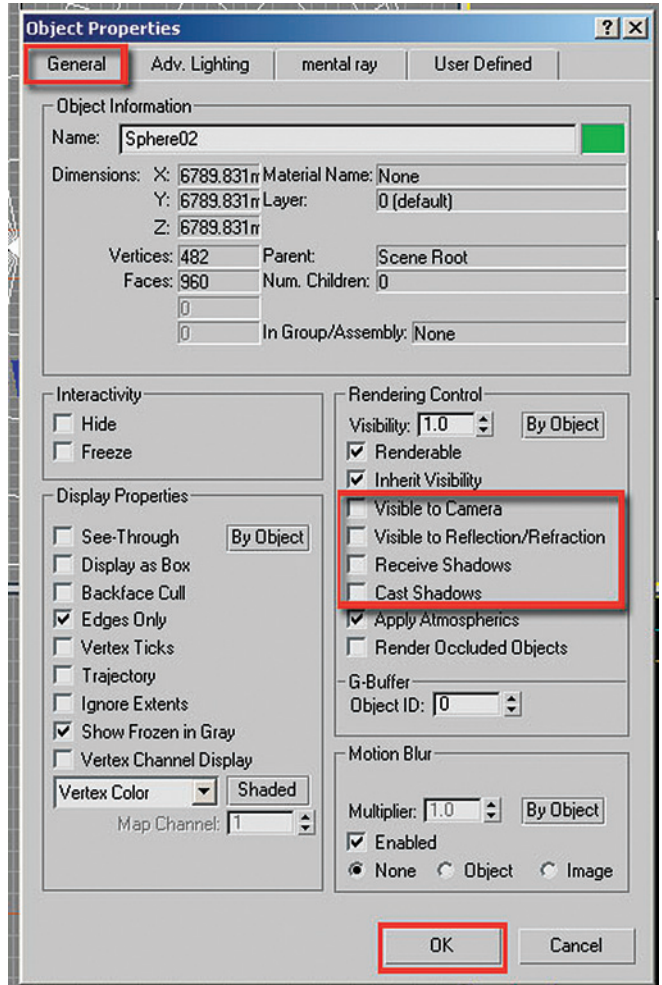 Object Properties
General Adv. Lighting mental ray User Defined
Object Information
Name: Sphere02
Dimensions: X: 6789.831m Material Name: None
Y: 6789.831m Layer: 0 (default)
Z: 6789.831m
Vertices: 482 Parent: Scene Root
Faces: 960 Num. Children: 0
0
0 In Group/Assembly: None
Interactivity
Hide
Freeze
Display Properties
See-Through By Object
Display as Box
Backface Cull
Edges Only
Vertex Ticks
Trajectory
Ignore Extents
Show Frozen in Gray
Vertex Channel Display
Vertex Color Shaded
Map Channel: 1
Rendering Control
Visibility: 1.0 By Object
Renderable
Inherit Visibility
Visible to Camera
Visible to Reflection/Refraction
Receive Shadows
Cast Shadows
Apply Atmospherics
Render Occluded Objects
G-Buffer
Object ID: 0
Motion Blur
Multiplier: 1.0 By Object
Enabled
None Object Image
OK Cancel